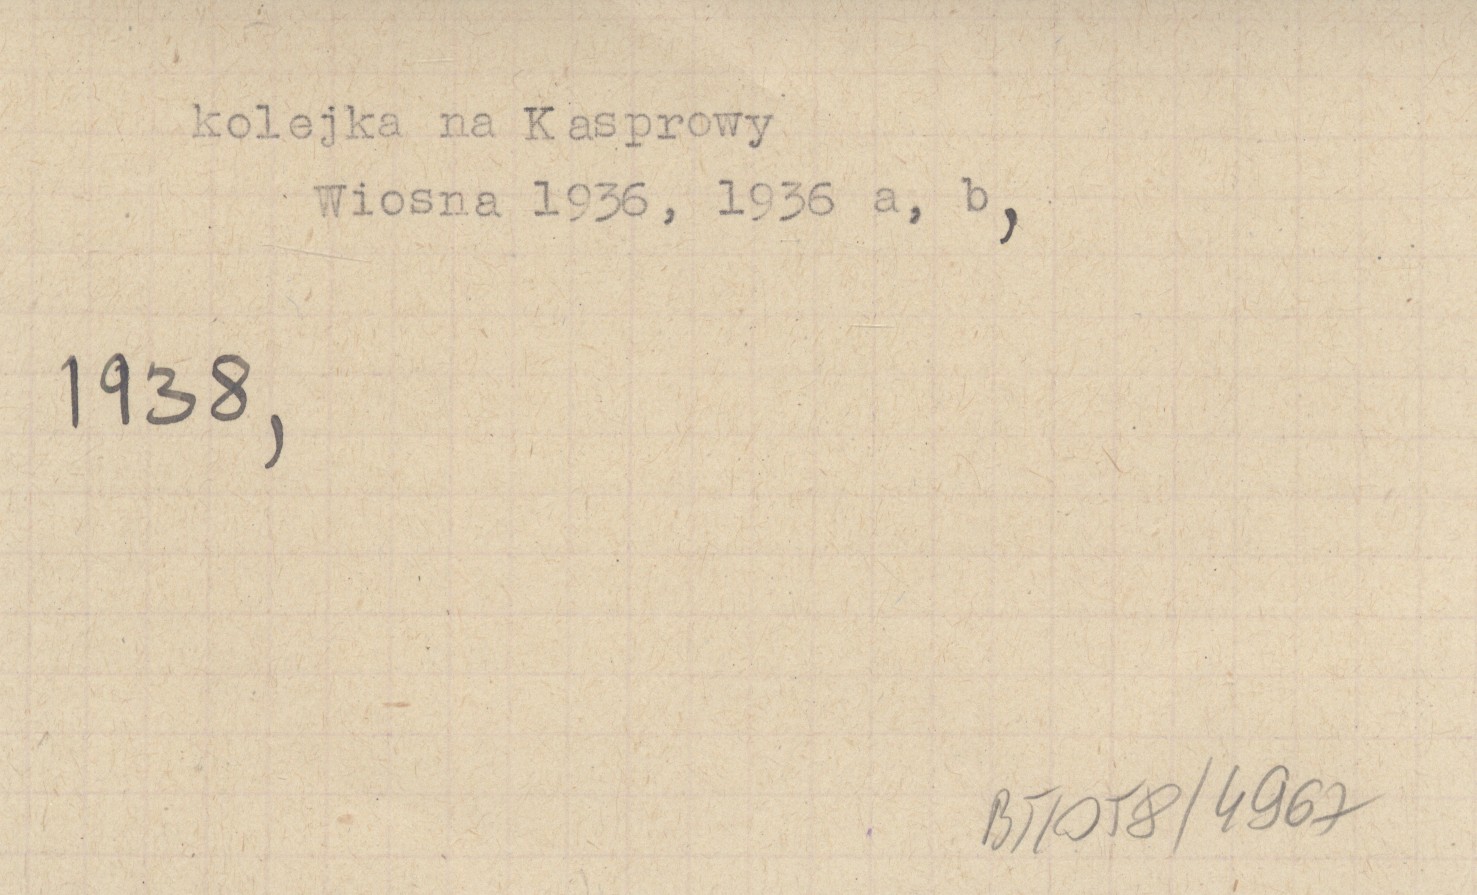 kolejka na Kasprowy
Wiosna 1936, 1936 a, b,
1938,
BT/OT8/4967